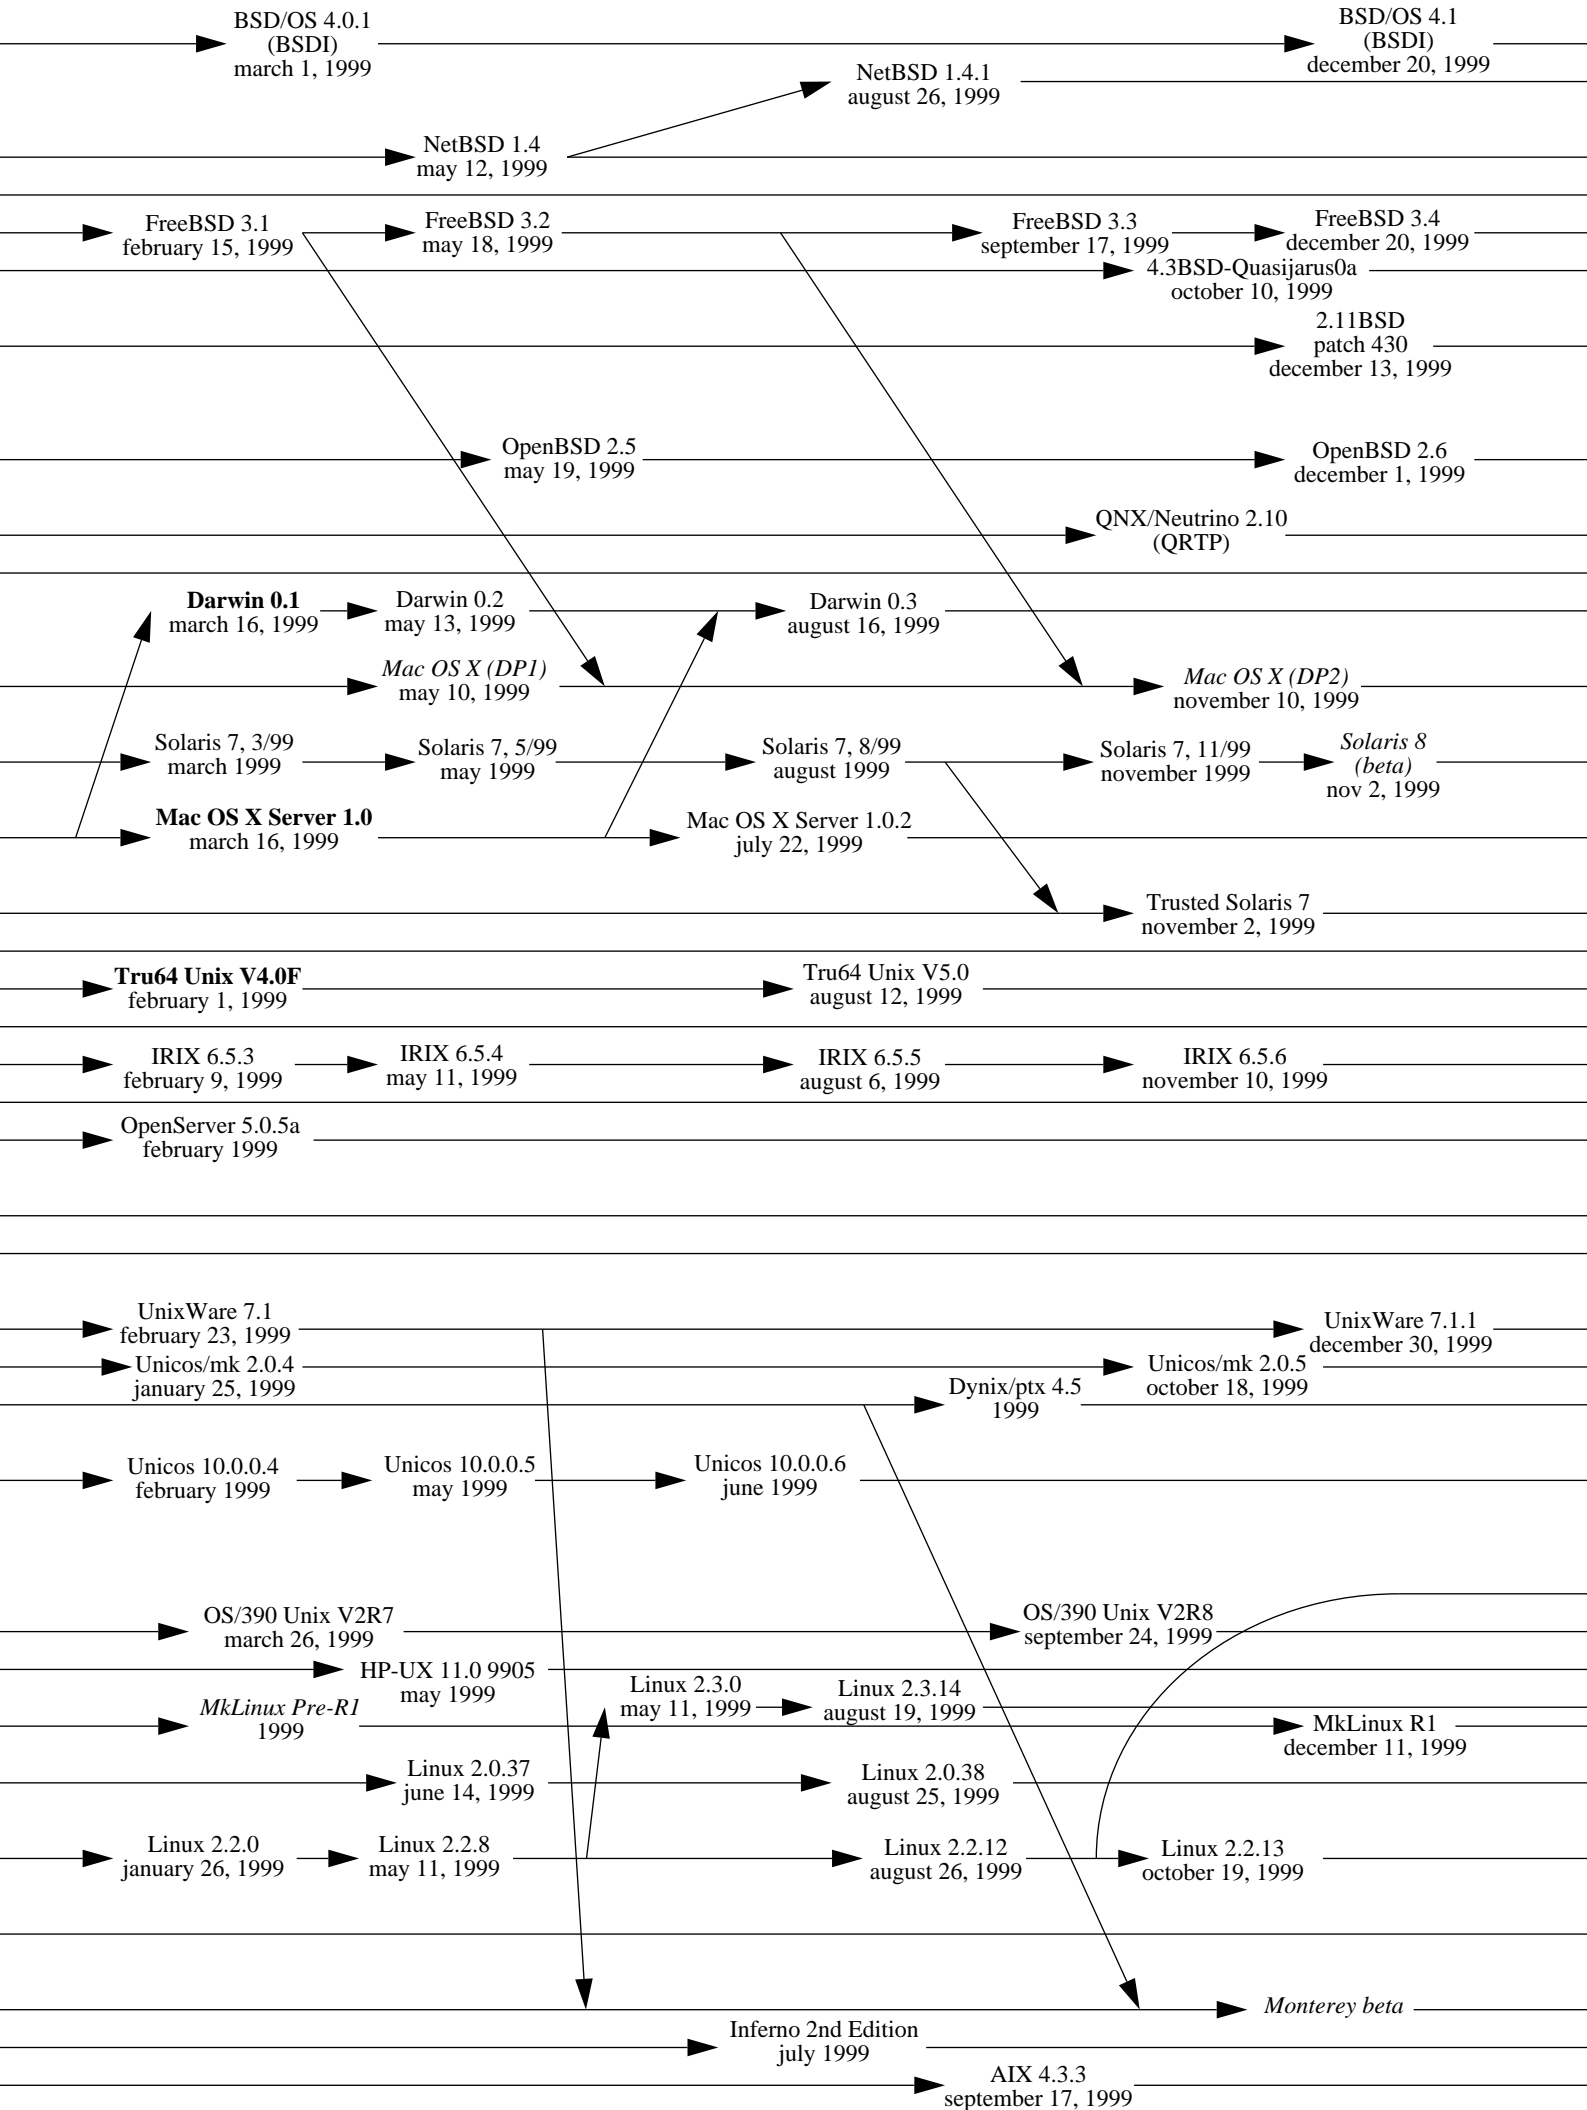 BSD/OS 4.0.1
(BSDI)
march 1, 1999
BSD/OS 4.1
(BSDI)
december 20, 1999
NetBSD 1.4.1
august 26, 1999
NetBSD 1.4
may 12, 1999
FreeBSD 3.1
february 15, 1999
FreeBSD 3.2
may 18, 1999
FreeBSD 3.3
september 17, 1999
FreeBSD 3.4
december 20, 1999
4.3BSD-Quasijarus0a
october 10, 1999
2.11BSD
patch 430
december 13, 1999
OpenBSD 2.5
may 19, 1999
OpenBSD 2.6
december 1, 1999
QNX/Neutrino 2.10
(QRTP)
Darwin 0.1
march 16, 1999
Darwin 0.2
may 13, 1999
Darwin 0.3
august 16, 1999
Mac OS X (DP1)
may 10, 1999
Mac OS X (DP2)
november 10, 1999
Solaris 7, 3/99
march 1999
Solaris 7, 5/99
may 1999
Solaris 7, 8/99
august 1999
Solaris 7, 11/99
november 1999
Solaris 8
(beta)
nov 2, 1999
Mac OS X Server 1.0
march 16, 1999
Mac OS X Server 1.0.2
july 22, 1999
Trusted Solaris 7
november 2, 1999
Tru64 Unix V4.0F
february 1, 1999
Tru64 Unix V5.0
august 12, 1999
IRIX 6.5.3
february 9, 1999
IRIX 6.5.4
may 11, 1999
IRIX 6.5.5
august 6, 1999
IRIX 6.5.6
november 10, 1999
OpenServer 5.0.5a
february 1999
UnixWare 7.1
february 23, 1999
UnixWare 7.1.1
december 30, 1999
Unicos/mk 2.0.4
january 25, 1999
Unicos/mk 2.0.5
october 18, 1999
Dynix/ptx 4.5
1999
Unicos 10.0.0.4
february 1999
Unicos 10.0.0.5
may 1999
Unicos 10.0.0.6
june 1999
OS/390 Unix V2R7
march 26, 1999
OS/390 Unix V2R8
september 24, 1999
HP-UX 11.0 9905
may 1999
Linux 2.3.0
may 11, 1999
Linux 2.3.14
august 19, 1999
MkLinux Pre-R1
1999
MkLinux R1
december 11, 1999
Linux 2.0.37
june 14, 1999
Linux 2.0.38
august 25, 1999
Linux 2.2.0
january 26, 1999
Linux 2.2.8
may 11, 1999
Linux 2.2.12
august 26, 1999
Linux 2.2.13
october 19, 1999
Monterey beta
Inferno 2nd Edition
july 1999
AIX 4.3.3
september 17, 1999